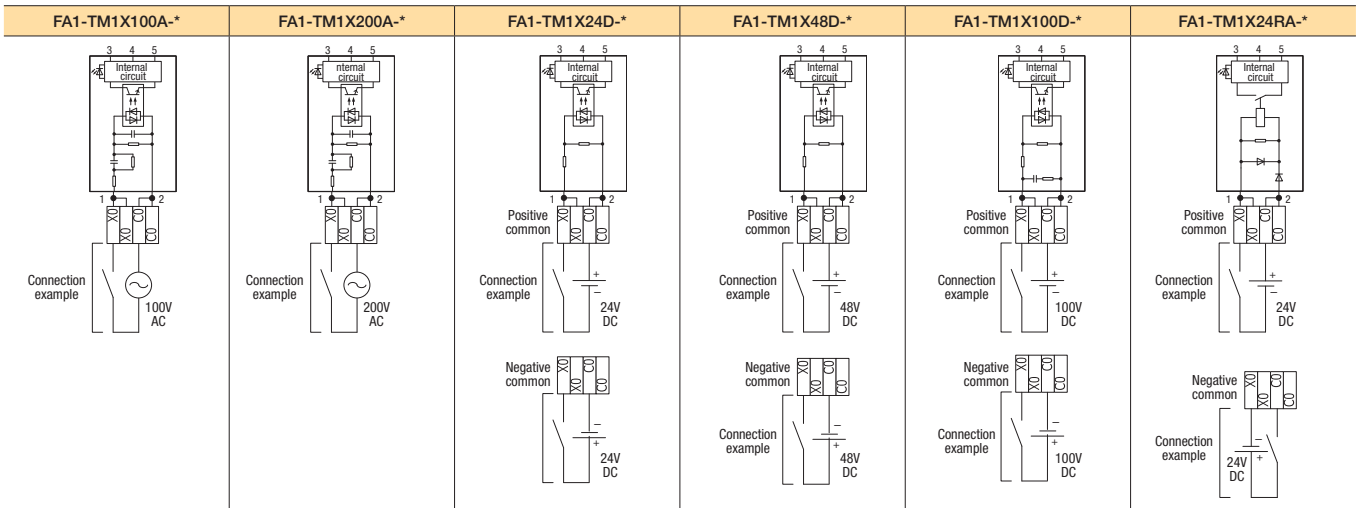 FA1-TM1X100A-*
FA1-TM1X200A-*
FA1-TM1X24D-*
FA1-TM1X48D-*
FA1-TM1X100D-*
FA1-TM1X24RA-*
3 4 5
Internal
circuit
1 2
X0 C0
X0 C0
Connection
example
100V
AC
3 4 5
nternal
circuit
1 2
X0 C0
X0 C0
Connection
example
200V
AC
3 4 5
Internal
circuit
1 2
Positive
common
X0 C0
X0 C0
Connection
example
+
−
24V
DC
Negative
common
X0 C0
X0 C0
Connection
example
−
+
24V
DC
3 4 5
Internal
circuit
1 2
Positive
common
X0 C0
X0 C0
Connection
example
+
−
48V
DC
Negative
common
X0 C0
X0 C0
Connection
example
−
+
48V
DC
3 4 5
Internal
circuit
1 2
Positive
common
X0 C0
X0 C0
Connection
example
+
−
100V
DC
Negative
common
X0 C0
X0 C0
Connection
example
−
+
100V
DC
3 4 5
Internal
circuit
1 2
Positive
common
X0 C0
X0 C0
Connection
example
+
−
24V
DC
Negative
common
X0 C0
X0 C0
Connection
example
−
+
24V
DC